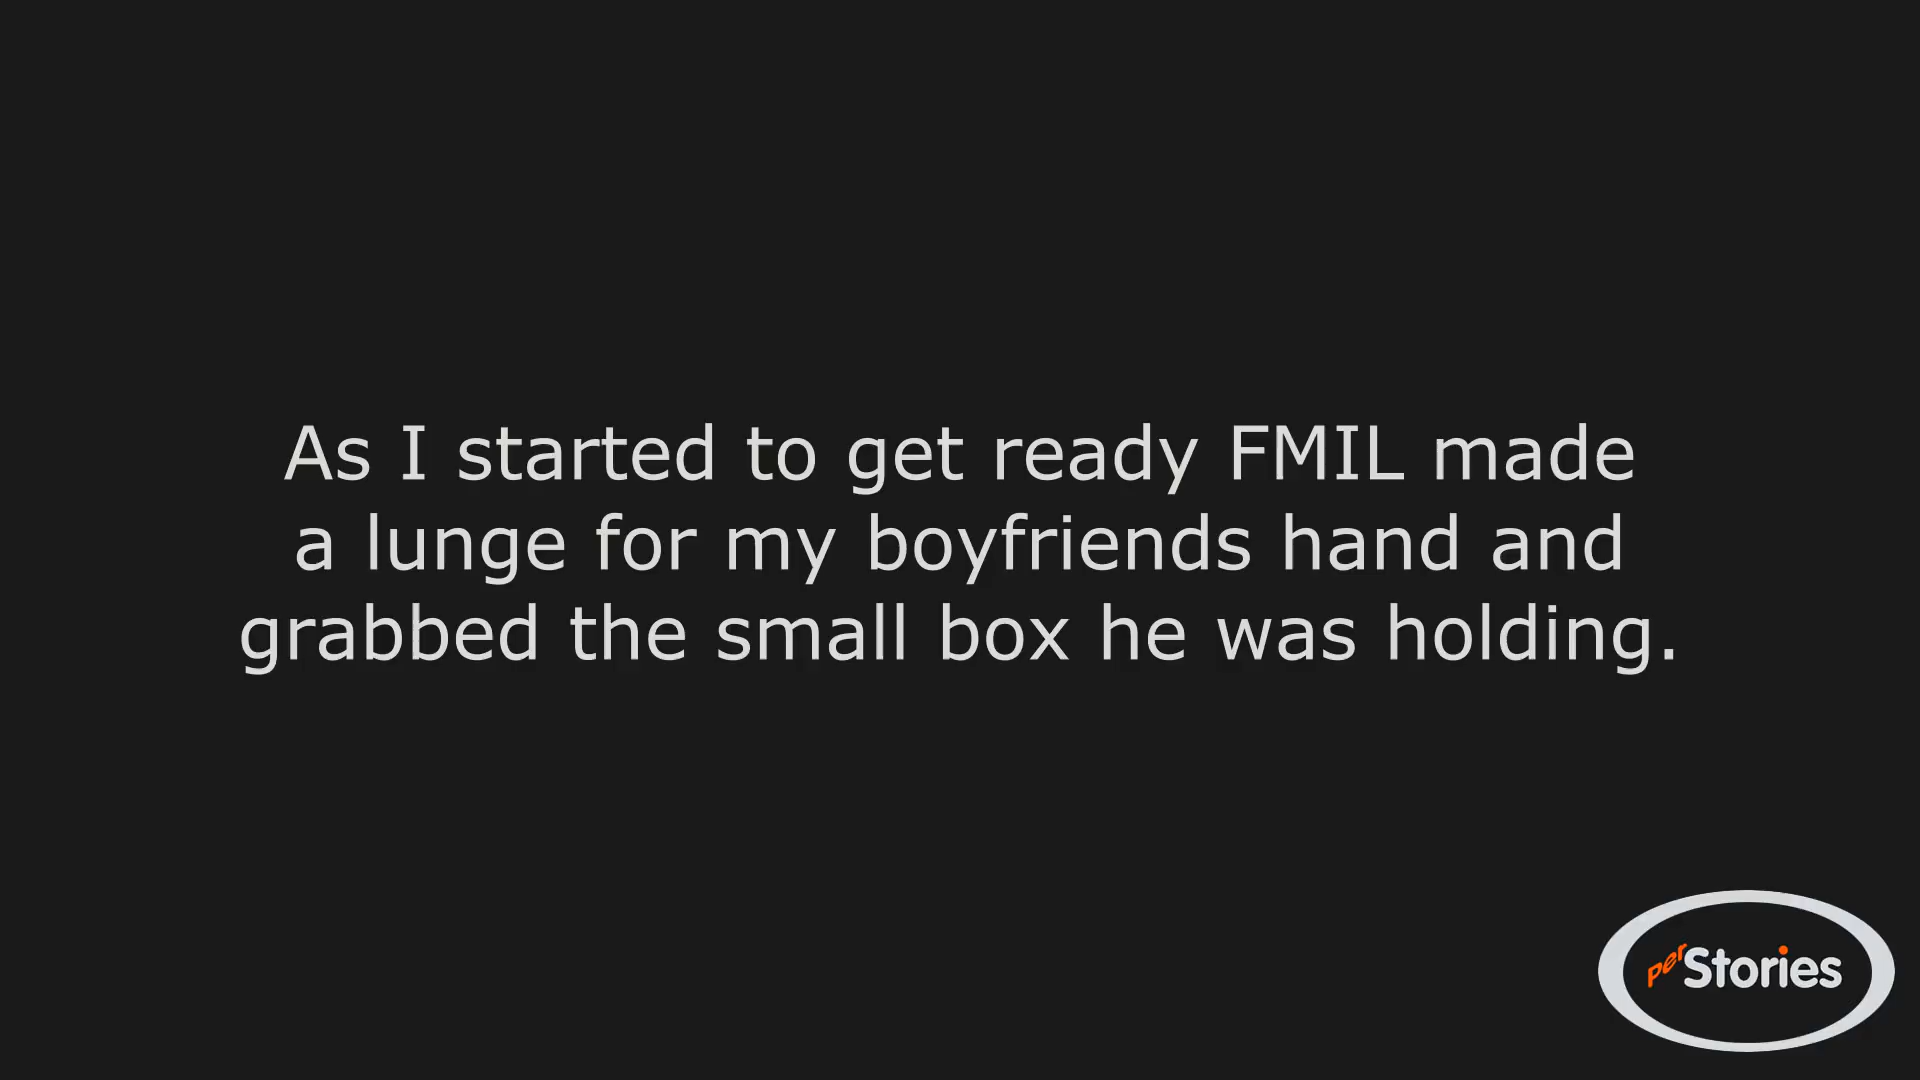 As I started to get ready FMIL made
a lunge for my boyfriends hand and
grabbed the small box he was holding.
perStories